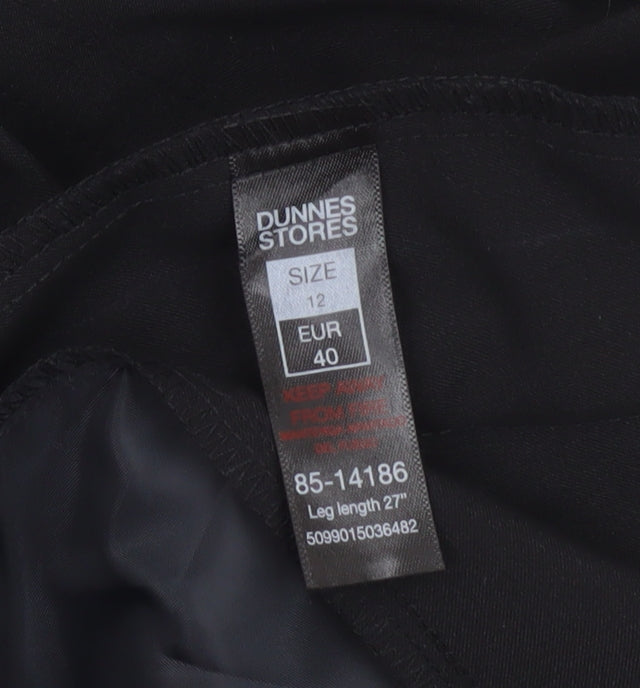 DUNNES
STORES
SIZE
12
EUR
40
KEEP AWAY
FROM FIRE
85-14186
Leg length 27"
5099015036482